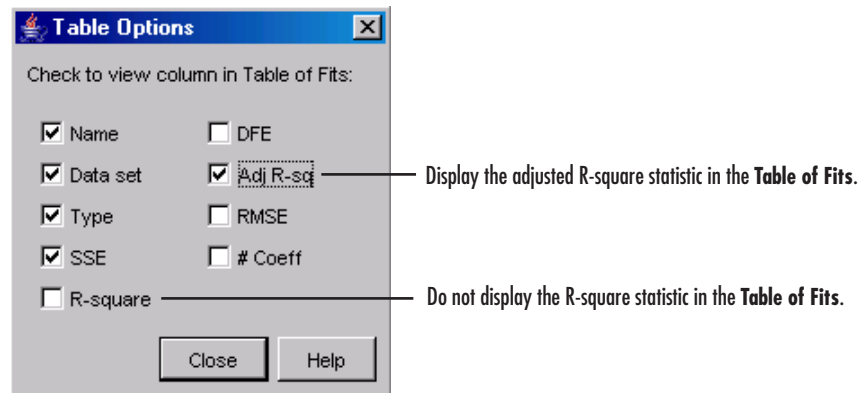 Table Options
Check to view column in Table of Fits:
Name
DFE
Data set
Adj R-sq
Display the adjusted R-square statistic in the Table of Fits.
Type
RMSE
SSE
# Coeff
R-square
Do not display the R-square statistic in the Table of Fits.
Close
Help